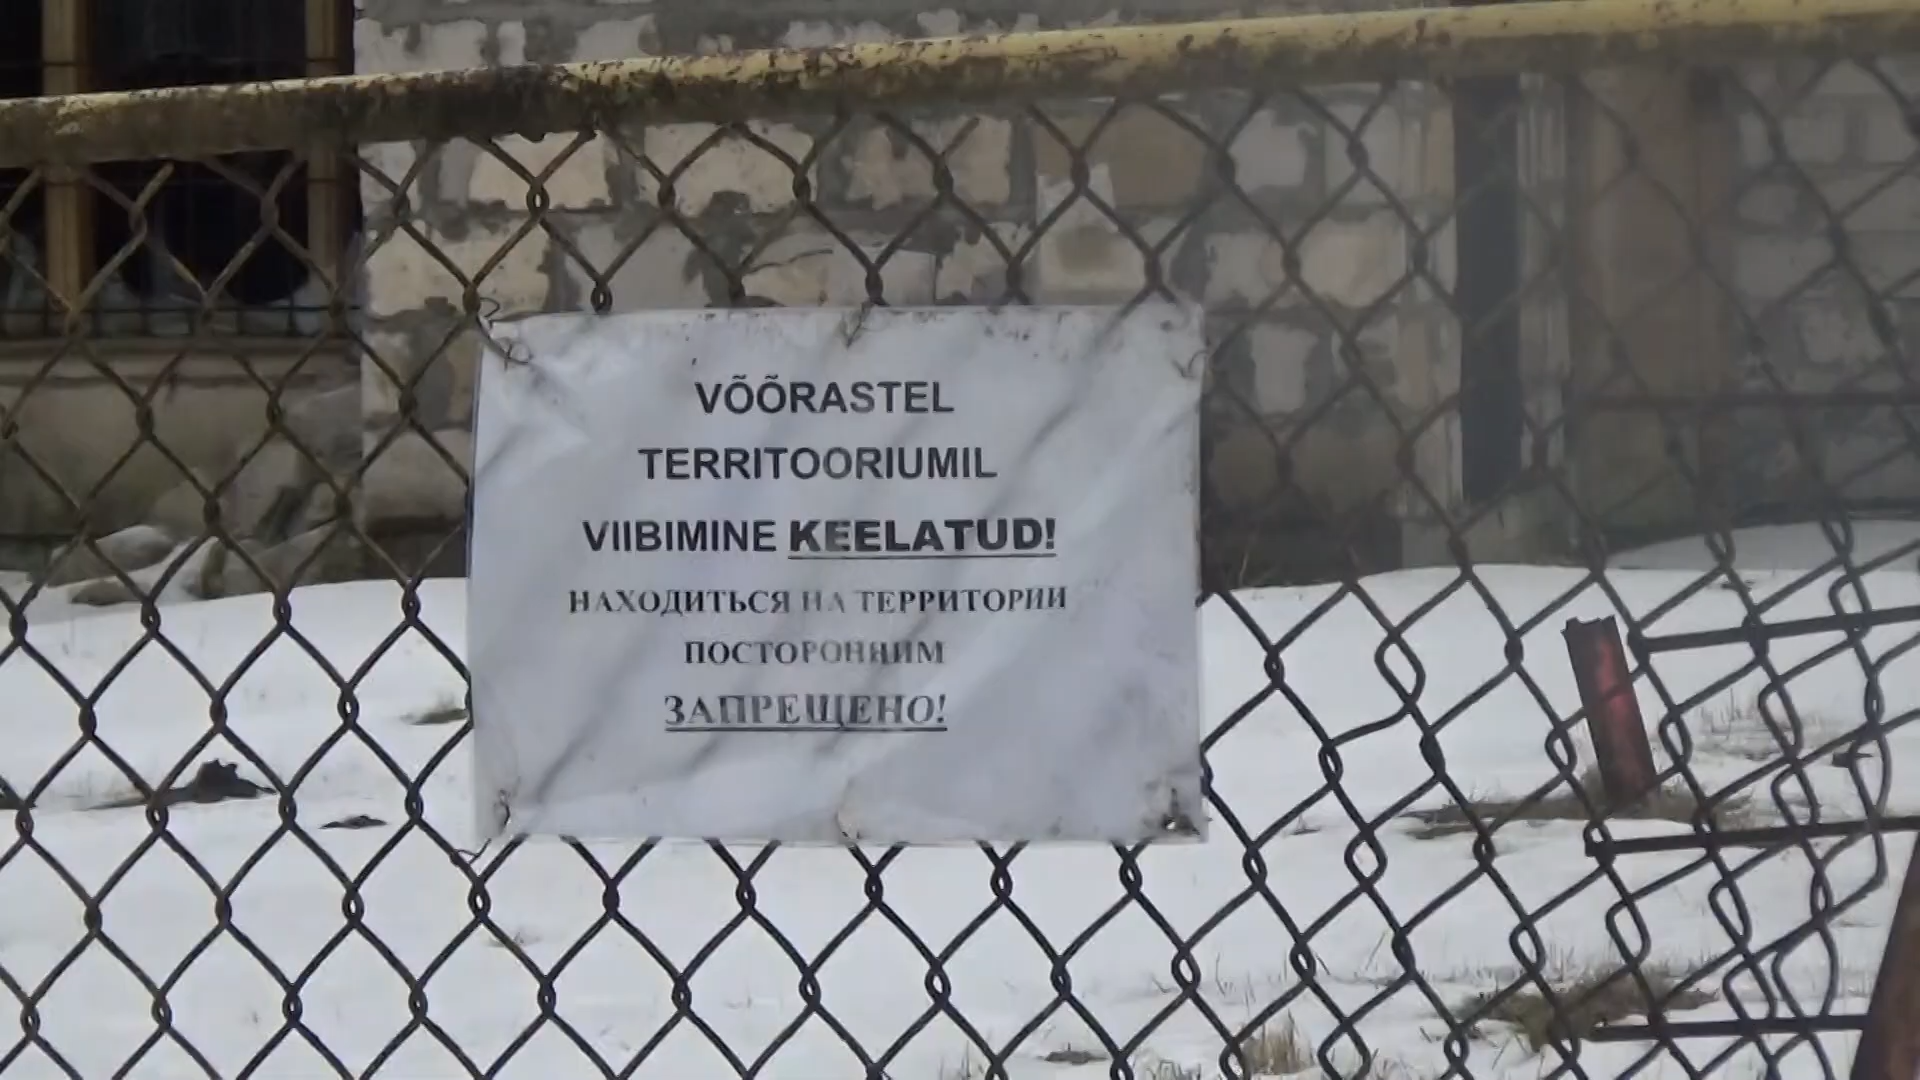 VÕÕRASTEL
TERRITOORIUMIL
VIIBIMINE KEELATUD!
НАХОДИТЬСЯ НА ТЕРРИТОРИИ
ПОСТОРОННИМ
ЗАПРЕЩЕНО!